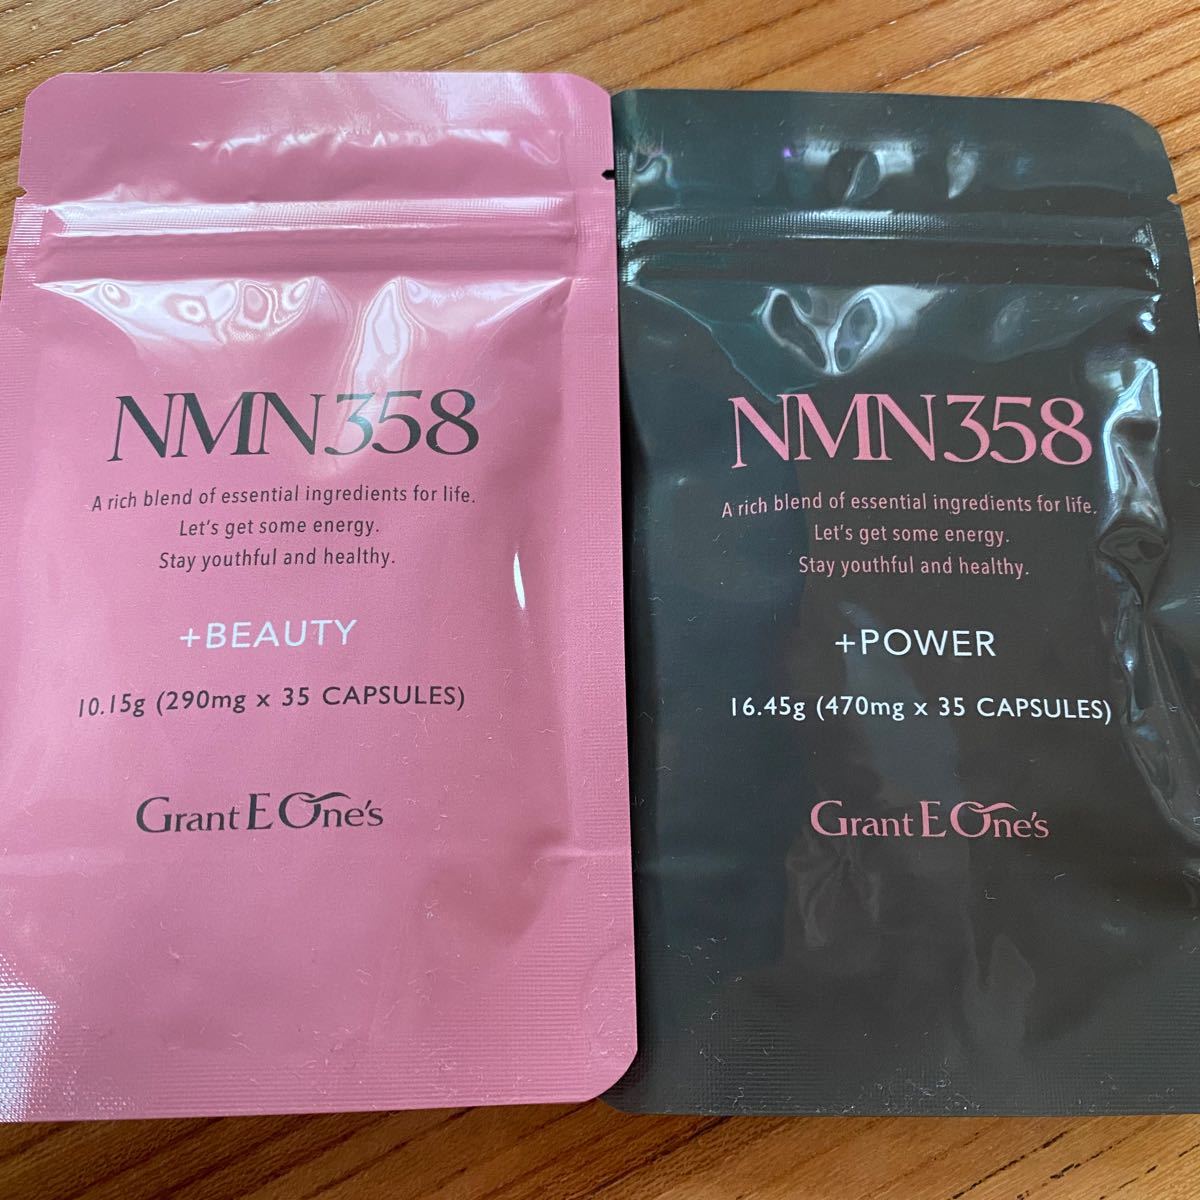 NMN358
A rich blend of essential ingredients for life.
Let's get some energy.
Stay youthful and healthy.
+BEAUTY
10.15g (290mg x 35 CAPSULES)
Grant E One's
NMN358
A rich blend of essential ingredients for life.
Let's get some energy.
Stay youthful and healthy.
+POWER
16.45g (470mg x 35 CAPSULES)
Grant E One's